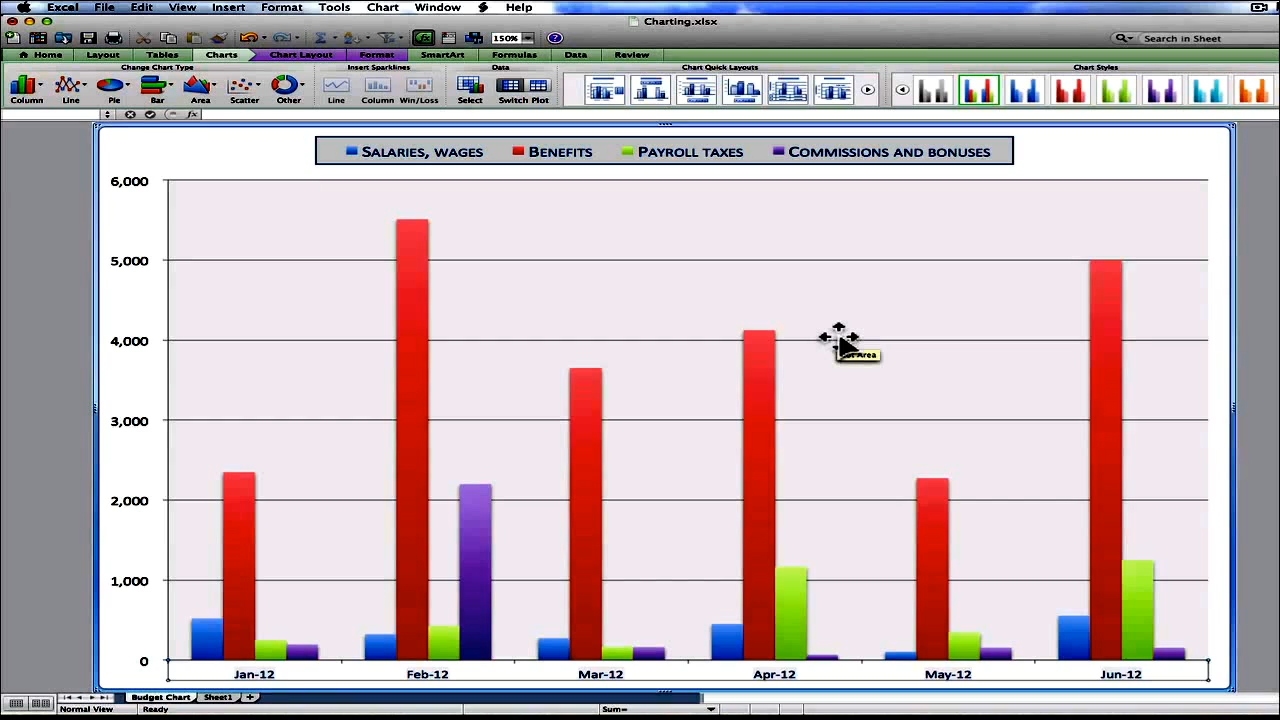 Excel File Edit View Insert Format Tools Chart Window Help
Charting.xlsx
150% Search in Sheet
Home Layout Tables Charts Chart Layout Format SmartArt Formulas Data Review
Change Chart Type Insert Sparklines Data Chart Quick Layouts Chart Styles
Column Line Pie Bar Area Scatter Other Line Column Win/Loss Select Switch Plot
fx
Salaries, wages Benefits Payroll taxes Commissions and bonuses
6,000
5,000
4,000
Area
3,000
2,000
1,000
0
Jan-12 Feb-12 Mar-12 Apr-12 May-12 Jun-12
Budget Chart Sheet1
Normal View Ready Sum=